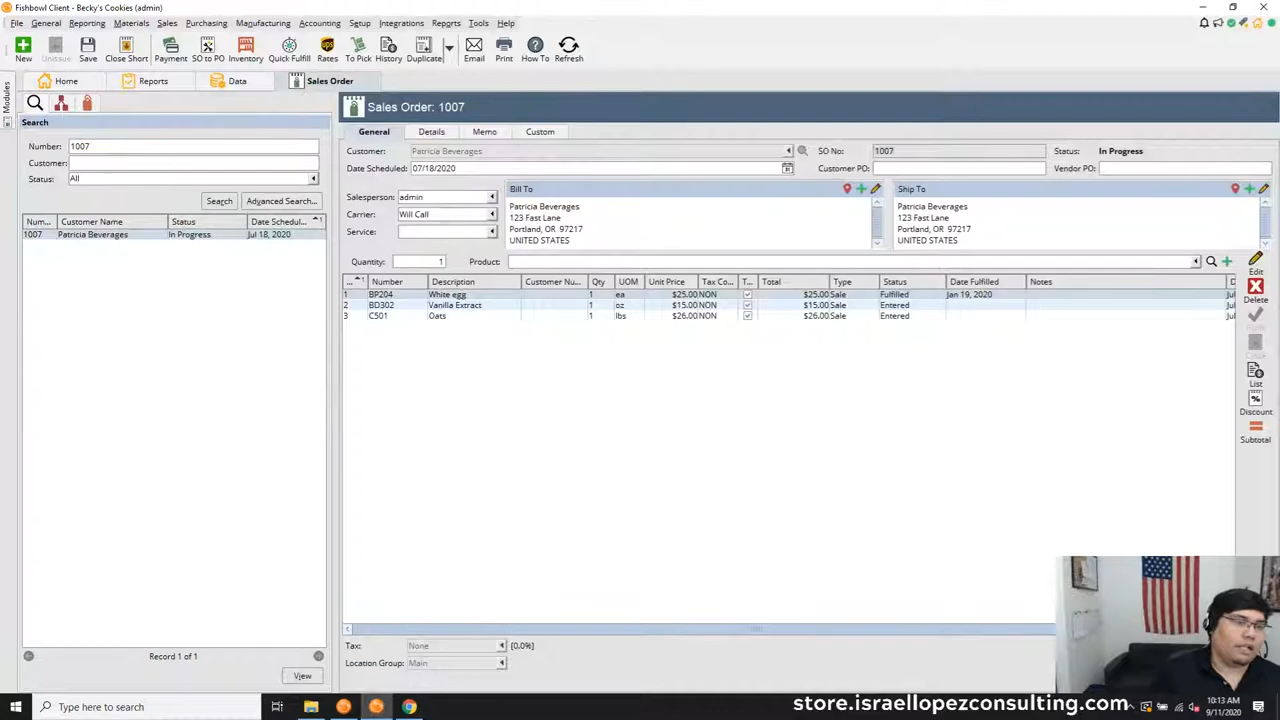 Fishbowl Client - Becky's Cookies (admin)
File General Reporting Materials Sales Purchasing Manufacturing Accounting Setup Integrations Reports Tools Help
New Unissue Save Close Short Payment SO to PO Inventory Quick Fulfill Rates To Pick History Duplicate Email Print How To Refresh
Modules
Home Reports Data Sales Order
Search
Number: 1007
Customer:
Status: All
Search Advanced Search...
Num... Customer Name Status Date Schedul...
1007 Patricia Beverages In Progress Jul 18, 2020
Record 1 of 1
View
Sales Order: 1007
General Details Memo Custom
Customer: Patricia Beverages SO No: 1007 Status: In Progress
Date Scheduled: 07/18/2020 Customer PO: Vendor PO:
Salesperson: admin
Carrier: Will Call
Service:
Bill To
Patricia Beverages
123 Fast Lane
Portland, OR 97217
UNITED STATES
Ship To
Patricia Beverages
123 Fast Lane
Portland, OR 97217
UNITED STATES
Quantity: 1 Product:
... Number Description Customer Nu... Qty UOM Unit Price Tax Co... T... Total Type Status Date Fulfilled Notes D
1 BP204 White egg 1 ea $25.00 NON $25.00 Sale Fulfilled Jan 19, 2020 Jul
2 BD302 Vanilla Extract 1 oz $15.00 NON $15.00 Sale Entered Jul
3 C501 Oats 1 lbs $26.00 NON $26.00 Sale Entered Jul
Edit
Delete
List
Discount
Subtotal
Tax: None [0.0%]
Location Group: Main
Type here to search
store.israellopezconsulting.com
10:13 AM
9/11/2020